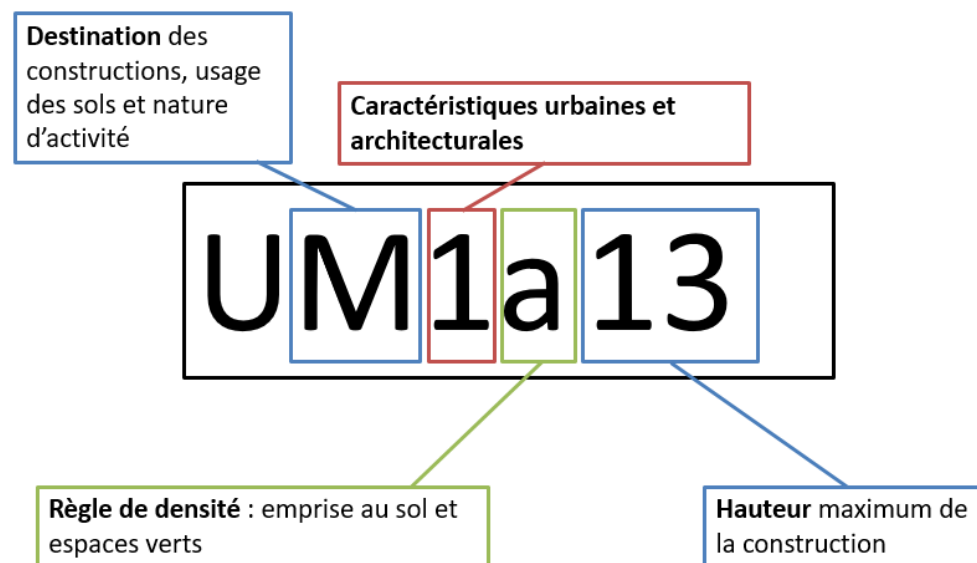 Destination des
constructions, usage
des sols et nature
d’activité
Caractéristiques urbaines et
architecturales
UM1a13
Règle de densité : emprise au sol et
espaces verts
Hauteur maximum de
la construction